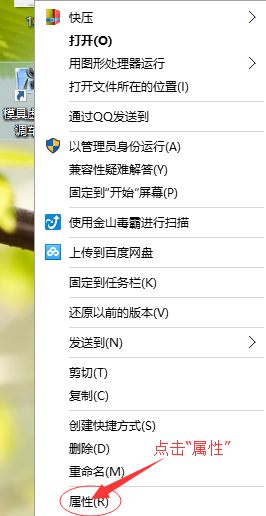 快压
打开(O)
用图形处理器运行
打开文件所在的位置(I)
通过QQ发送到
以管理员身份运行(A)
兼容性疑难解答(Y)
固定到"开始"屏幕(P)
使用金山毒霸进行扫描
上传到百度网盘
固定到任务栏(K)
还原以前的版本(V)
发送到(N)
剪切(T)
复制(C)
创建快捷方式(S)
删除(D)
点击“属性”
重命名(M)
属性(R)
模具
调